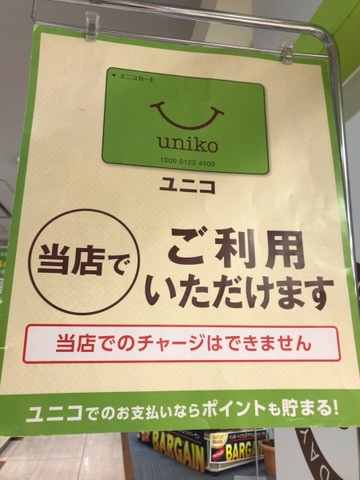 ◀ ユニコカード
uniko
1000 0123 4500
ユニコ
当店で
ご利用
いただけます
当店でのチャージはできません
ユニコでのお支払いならポイントも貯まる!
BARGAIN
BARGAIN